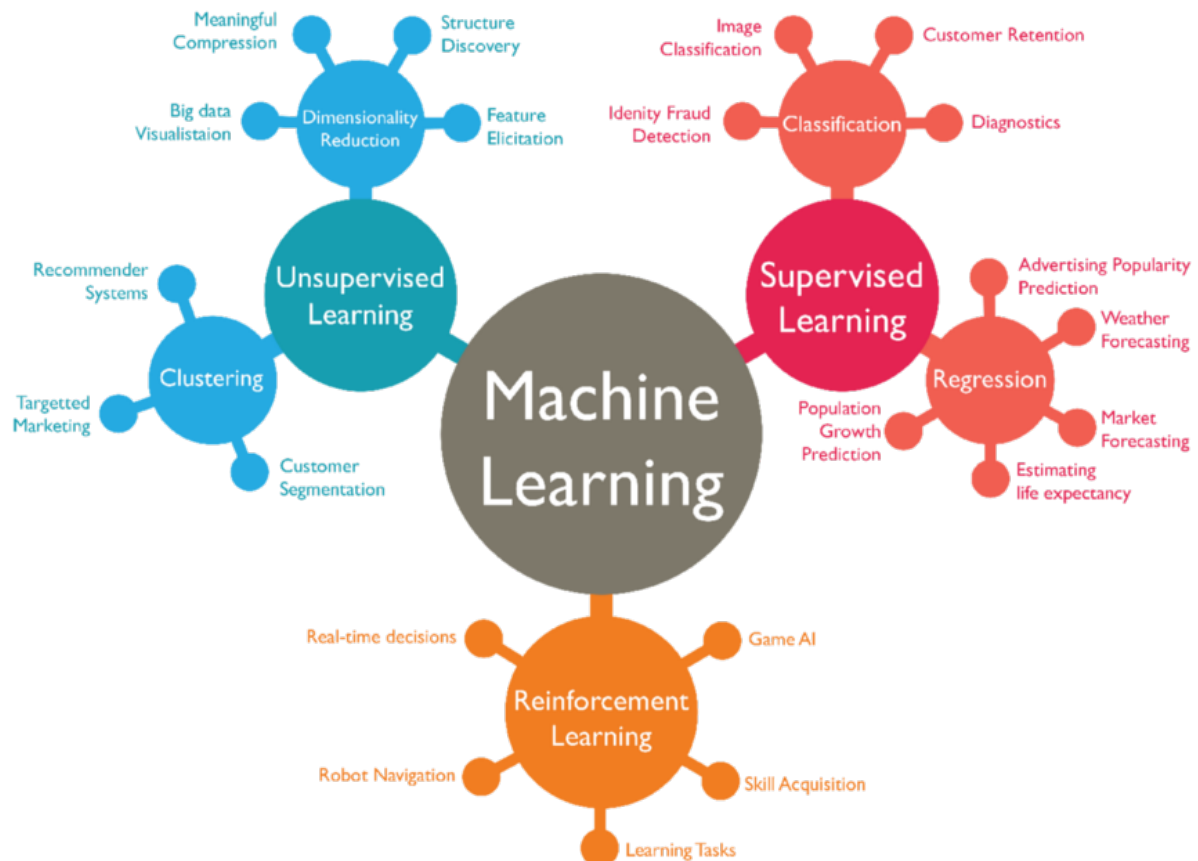 Meaningful
Compression
Structure
Discovery
Big data
Visualistaion
Dimensionality
Reduction
Feature
Elicitation
Image
Classification
Customer Retention
Idenity Fraud
Detection
Classification
Diagnostics
Unsupervised
Learning
Recommender
Systems
Clustering
Targetted
Marketing
Customer
Segmentation
Machine
Learning
Supervised
Learning
Advertising Popularity
Prediction
Weather
Forecasting
Regression
Population
Growth
Prediction
Market
Forecasting
Estimating
life expectancy
Real-time decisions
Game AI
Reinforcement
Learning
Robot Navigation
Skill Acquisition
Learning Tasks